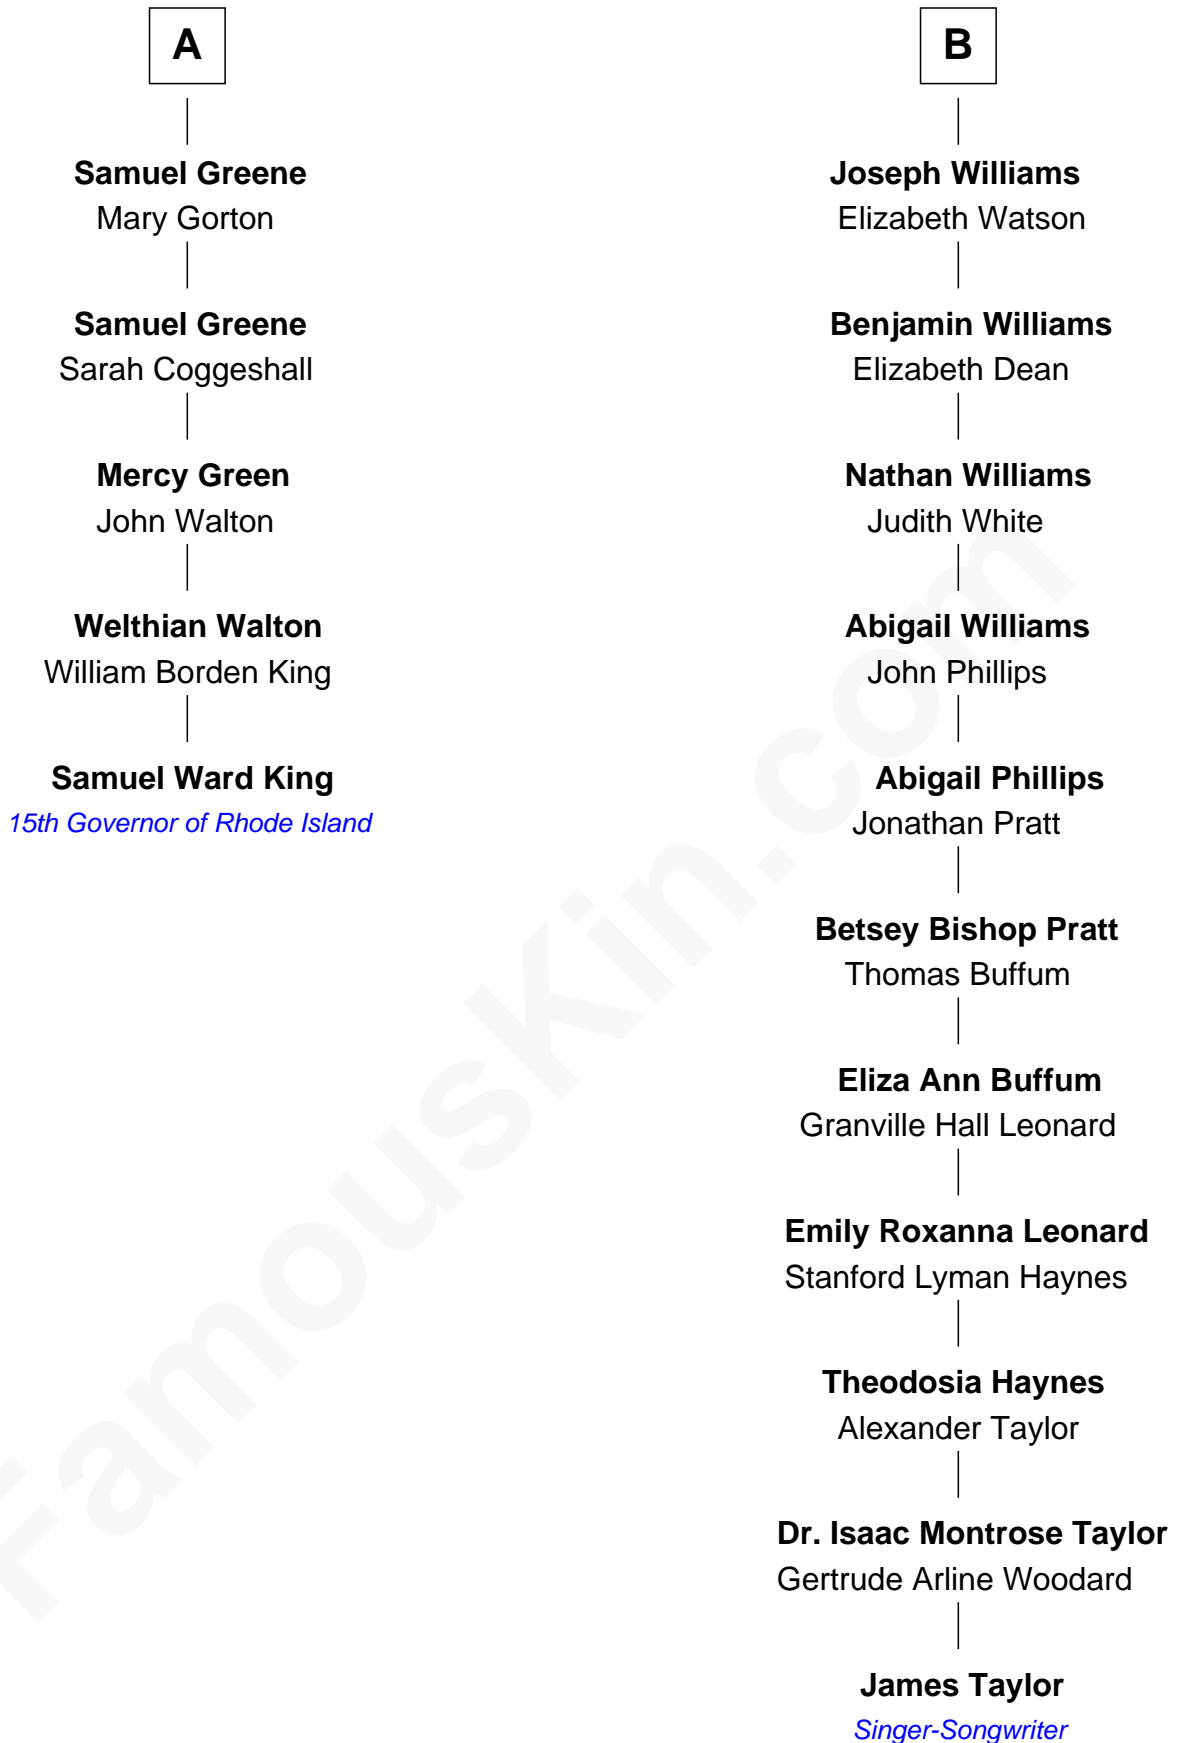 A
Samuel Greene
Mary Gorton
Samuel Greene
Sarah Coggeshall
Mercy Green
John Walton
Welthian Walton
William Borden King
Samuel Ward King
15th Governor of Rhode Island
B
Joseph Williams
Elizabeth Watson
Benjamin Williams
Elizabeth Dean
Nathan Williams
Judith White
Abigail Williams
John Phillips
Abigail Phillips
Jonathan Pratt
Betsey Bishop Pratt
Thomas Buffum
Eliza Ann Buffum
Granville Hall Leonard
Emily Roxanna Leonard
Stanford Lyman Haynes
Theodosia Haynes
Alexander Taylor
Dr. Isaac Montrose Taylor
Gertrude Arline Woodard
James Taylor
Singer-Songwriter
FamousKin.com